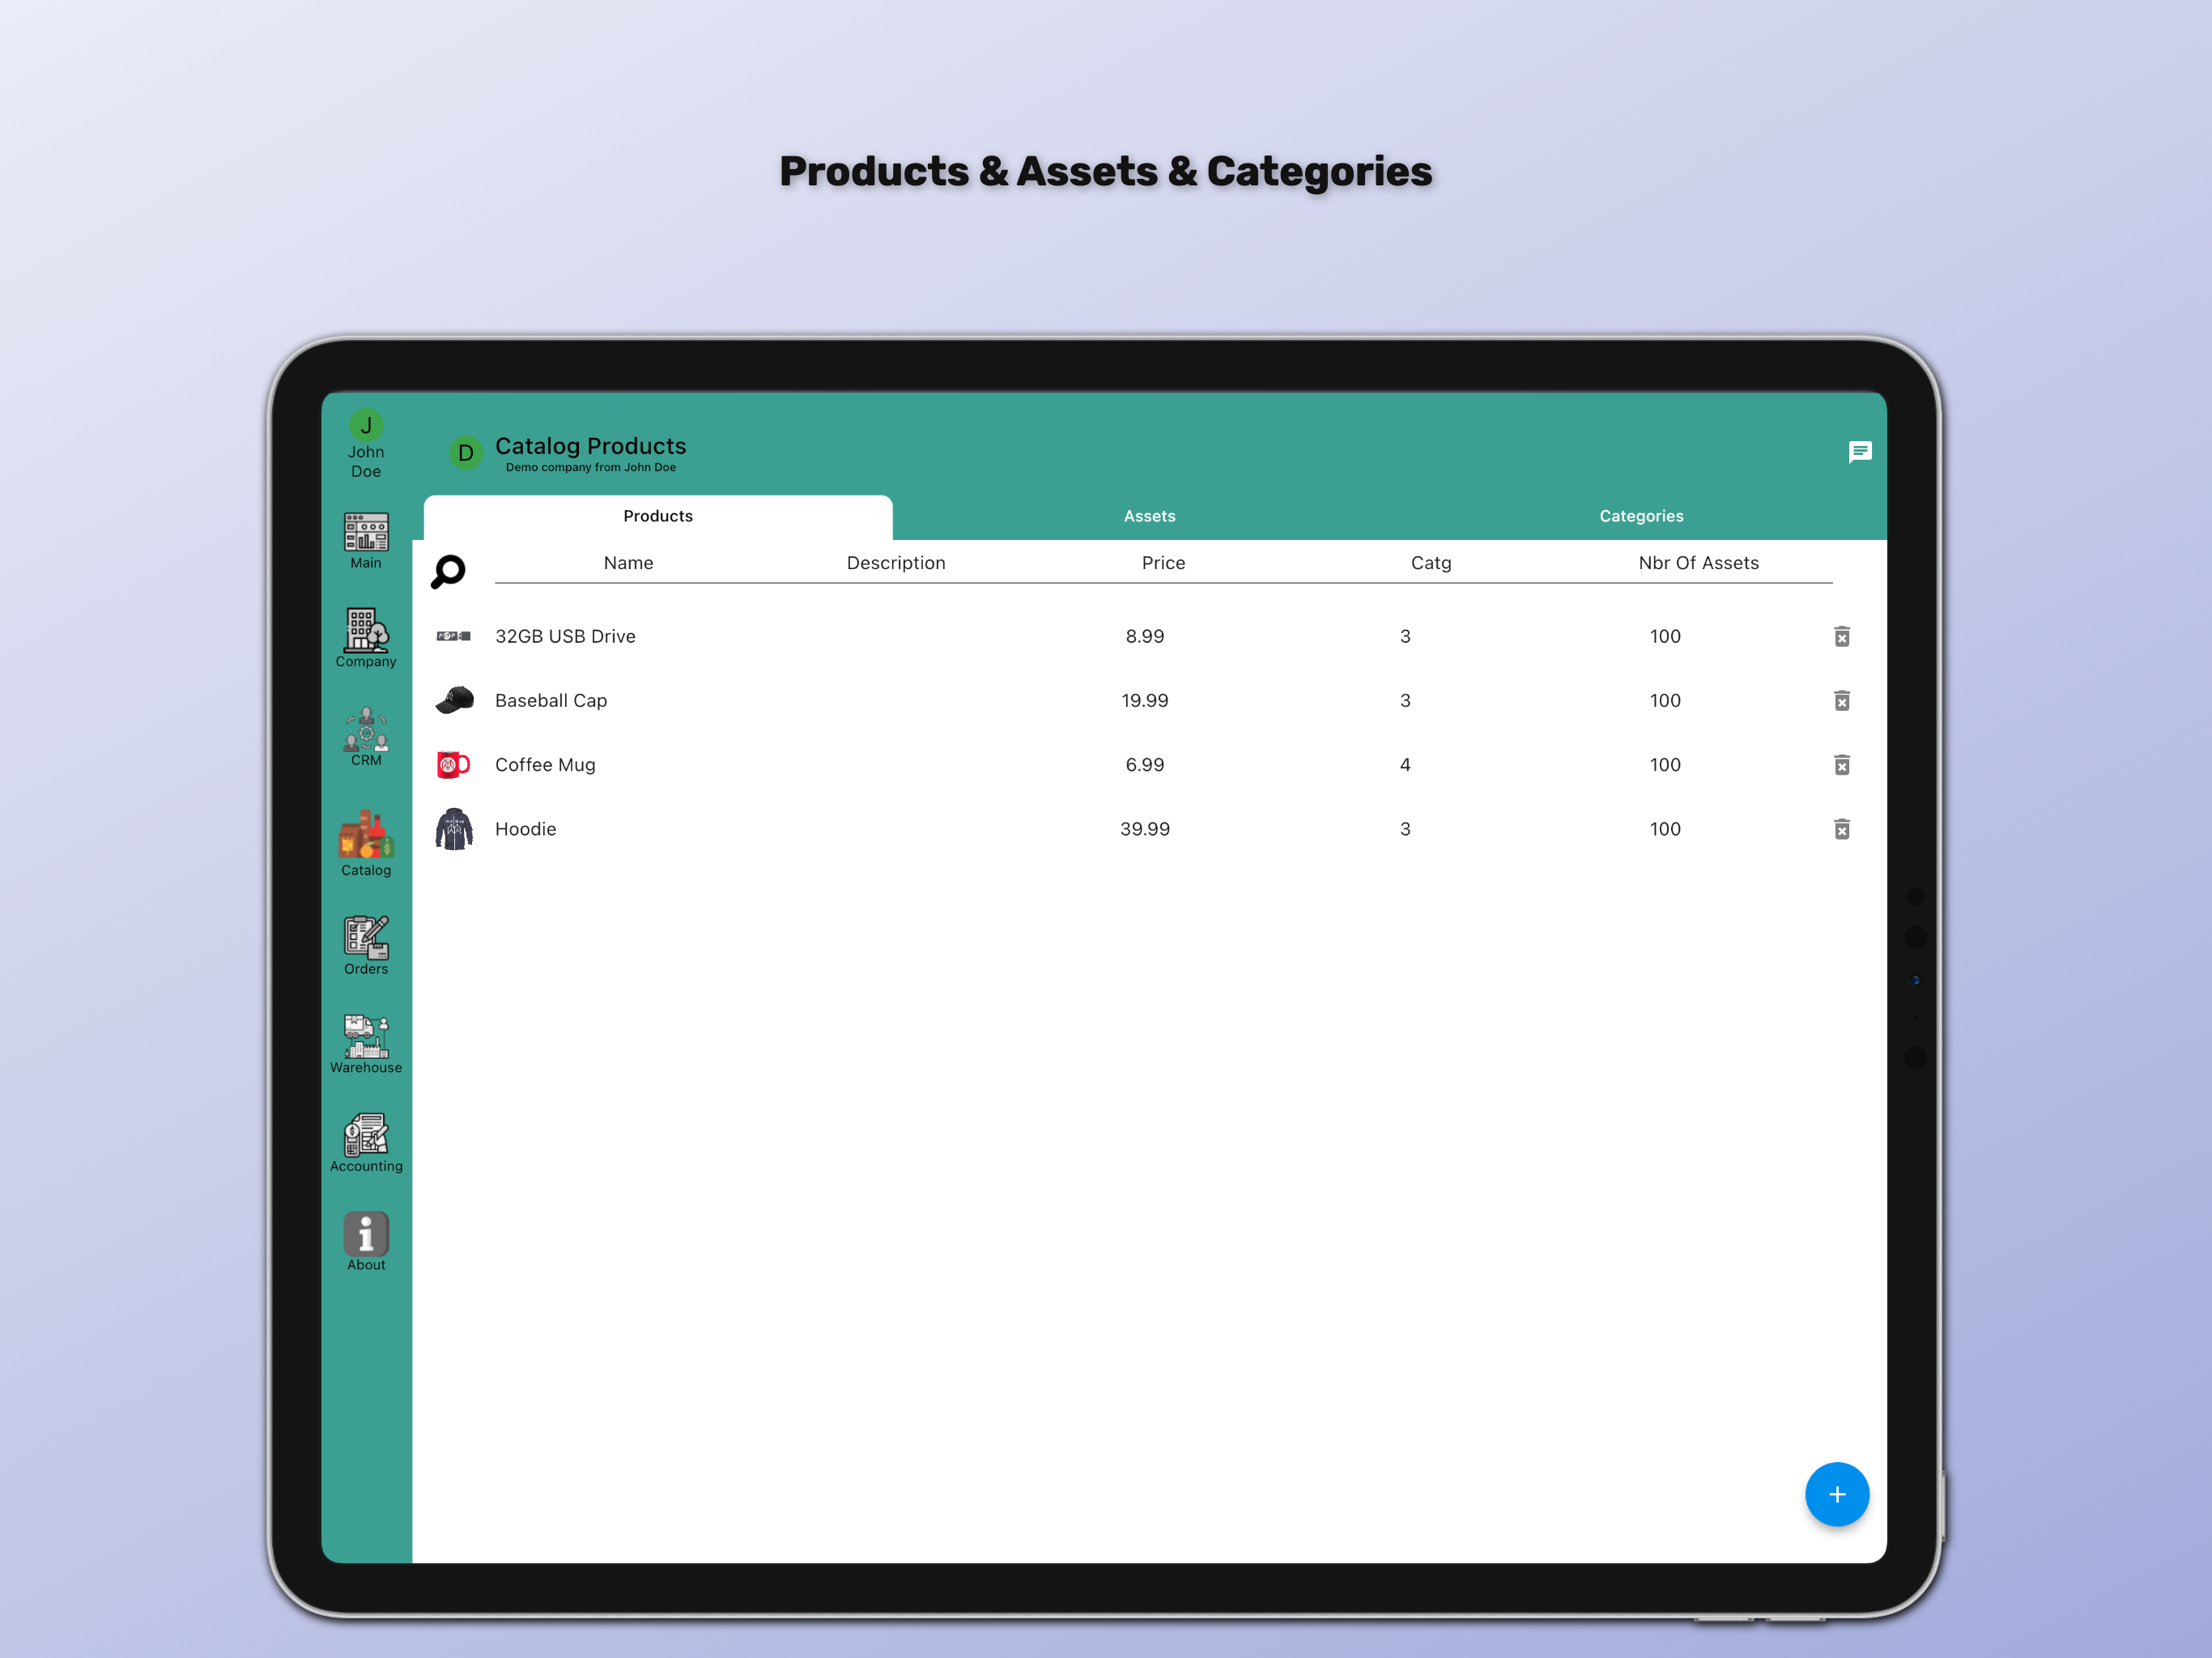 Products & Assets & Categories
J
John
Doe
D
Catalog Products
Demo company from John Doe
Products
Assets
Categories
Name
Description
Price
Catg
Nbr Of Assets
32GB USB Drive
8.99
3
100
Baseball Cap
19.99
3
100
Coffee Mug
6.99
4
100
Hoodie
39.99
3
100
Main
Company
CRM
Catalog
Orders
Warehouse
Accounting
About